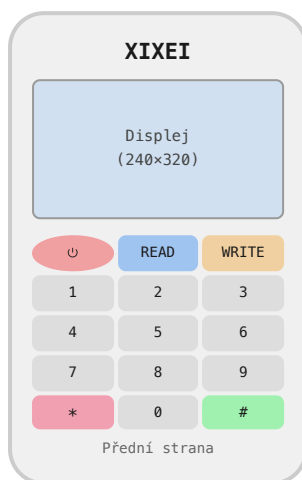 XIXEI
Displej
(240×320)
⏻ READ WRITE
1 2 3
4 5 6
7 8 9
* 0 #
Přední strana